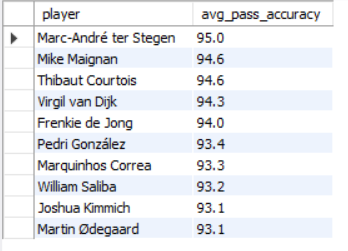 player avg_pass_accuracy
Marc-André ter Stegen 95.0
Mike Maignan 94.6
Thibaut Courtois 94.6
Virgil van Dijk 94.3
Frenkie de Jong 94.0
Pedri González 93.4
Marquinhos Correa 93.3
William Saliba 93.2
Joshua Kimmich 93.1
Martin Ødegaard 93.1